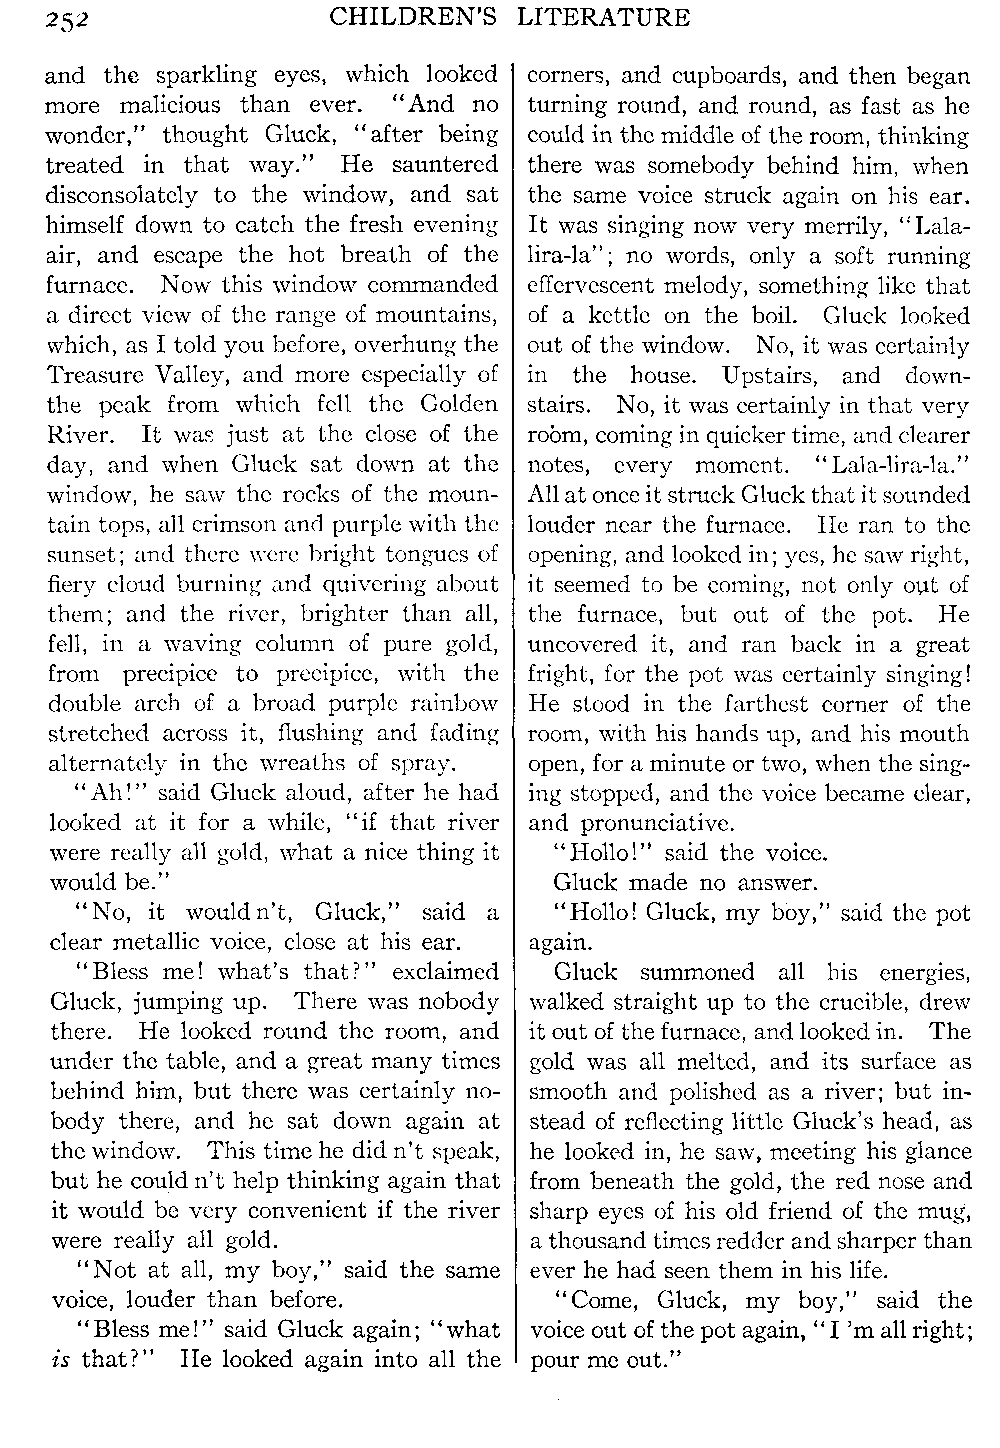 252 CHILDREN'S LITERATURE
and the sparkling eyes, which looked
more malicious than ever. "And no
wonder," thought Gluck, "after being
treated in that way." He sauntered
disconsolately to the window, and sat
himself down to catch the fresh evening
air, and escape the hot breath of the
furnace. Now this window commanded
a direct view of the range of mountains,
which, as I told you before, overhung the
Treasure Valley, and more especially of
the peak from which fell the Golden
River. It was just at the close of the
day, and when Gluck sat down at the
window, he saw the rocks of the moun-
tain tops, all crimson and purple with the
sunset; and there were bright tongues of
fiery cloud burning and quivering about
them; and the river, brighter than all,
fell, in a waving column of pure gold,
from precipice to precipice, with the
double arch of a broad purple rainbow
stretched across it, flushing and fading
alternately in the wreaths of spray.
"Ah!" said Gluck aloud, after he had
looked at it for a while, "if that river
were really all gold, what a nice thing it
would be."
"No, it would n't, Gluck," said a
clear metallic voice, close at his ear.
"Bless me! what's that?" exclaimed
Gluck, jumping up. There was nobody
there. He looked round the room, and
under the table, and a great many times
behind him, but there was certainly no-
body there, and he sat down again at
the window. This time he did n't speak,
but he could n't help thinking again that
it would be very convenient if the river
were really all gold.
"Not at all, my boy," said the same
voice, louder than before.
"Bless me!" said Gluck again; "what
is that?" He looked again into all the
corners, and cupboards, and then began
turning round, and round, as fast as he
could in the middle of the room, thinking
there was somebody behind him, when
the same voice struck again on his ear.
It was singing now very merrily, "Lala-
lira-la"; no words, only a soft running
effervescent melody, something like that
of a kettle on the boil. Gluck looked
out of the window. No, it was certainly
in the house. Upstairs, and down-
stairs. No, it was certainly in that very
room, coming in quicker time, and clearer
notes, every moment. "Lala-lira-la."
All at once it struck Gluck that it sounded
louder near the furnace. He ran to the
opening, and looked in; yes, he saw right,
it seemed to be coming, not only out of
the furnace, but out of the pot. He
uncovered it, and ran back in a great
fright, for the pot was certainly singing!
He stood in the farthest corner of the
room, with his hands up, and his mouth
open, for a minute or two, when the sing-
ing stopped, and the voice became clear,
and pronunciative.
"Hollo!" said the voice.
Gluck made no answer.
"Hollo! Gluck, my boy," said the pot
again.
Gluck summoned all his energies,
walked straight up to the crucible, drew
it out of the furnace, and looked in. The
gold was all melted, and its surface as
smooth and polished as a river; but in-
stead of reflecting little Gluck's head, as
he looked in, he saw, meeting his glance
from beneath the gold, the red nose and
sharp eyes of his old friend of the mug,
a thousand times redder and sharper than
ever he had seen them in his life.
"Come, Gluck, my boy," said the
voice out of the pot again, "I 'm all right;
pour me out."